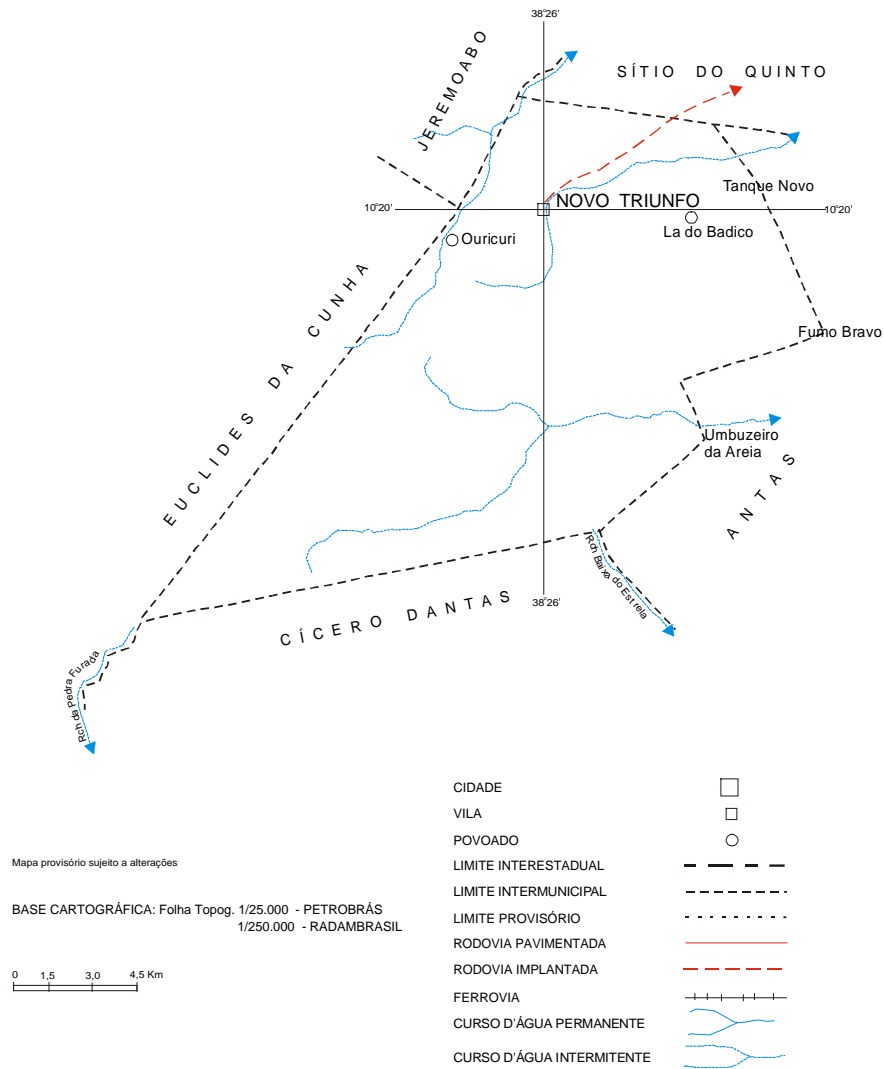 38°26'
JEREMOABO
SÍTIO DO QUINTO
Tanque Novo
10°20'
NOVO TRIUNFO
10°20'
Ouricuri
La do Badico
EUCLIDES DA CUNHA
Fumo Bravo
Umbuzeiro
da Areia
ANTAS
Rch Baixa do Estrela
38°26'
CÍCERO DANTAS
Rch da Pedra Furada
CIDADE
VILA
POVOADO
LIMITE INTERESTADUAL
LIMITE INTERMUNICIPAL
LIMITE PROVISÓRIO
RODOVIA PAVIMENTADA
RODOVIA IMPLANTADA
FERROVIA
CURSO D'ÁGUA PERMANENTE
CURSO D'ÁGUA INTERMITENTE
Mapa provisório sujeito a alterações
BASE CARTOGRÁFICA: Folha Topog. 1/25.000 - PETROBRÁS
1/250.000 - RADAMBRASIL
0 1,5 3,0 4,5 Km